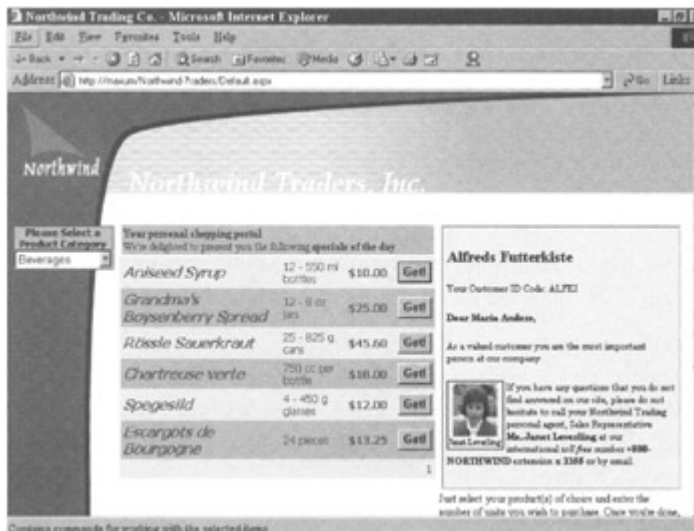 Northwind Trading Co. - Microsoft Internet Explorer
File Edit View Favorites Tools Help
Back Search Favorites Media
Address http://maxum/Northwind-Traders/Default.aspx Go Links
Northwind
Northwind Traders, Inc.
Please Select a
Product Category
Beverages
Your personal shopping portal
We're delighted to present you the following specials of the day
Aniseed Syrup 12 - 550 ml bottles $10.00 Get!
Grandma's Boysenberry Spread 12 - 8 oz jars $25.00 Get!
Rössle Sauerkraut 25 - 825 g cans $45.60 Get!
Chartreuse verte 750 cc per bottle $18.00 Get!
Spegesild 4 - 450 g glasses $12.00 Get!
Escargots de Bourgogne 24 pieces $13.25 Get!
1
Alfreds Futterkiste
Your Customer ID Code: ALFKI
Dear Maria Anders,
As a valued customer you are the most important
person at our company
If you have any questions that you do not
find answered on our site, please do not
hesitate to call your Northwind Trading
personal agent, Sales Representative
Ms. Janet Leverling at our
Janet Leverling international toll free number
NORTHWIND extension x 3355 or by email.
Just select your product(s) of choice and enter the
number of units you wish to purchase. Once you're done,
Contains commands for working with the selected items